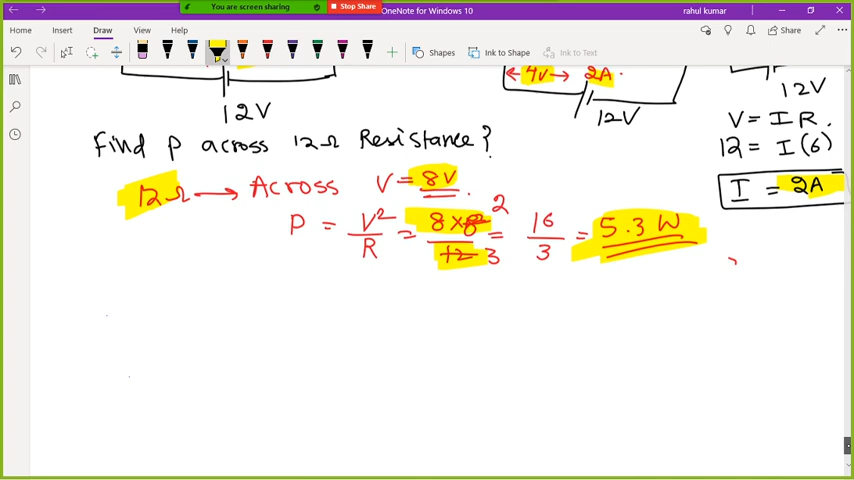 You are screen sharing
Stop Share
OneNote for Windows 10
rahul kumar
Home
Insert
Draw
View
Help
Share
Shapes
Ink to Shape
Ink to Text
12V
4V 2A
12V
12V
V = IR.
12 = I(6)
I = 2A
Find P across 12Ω Resistance?
12Ω → Across V = 8V.
P = V²/R = 8×8/12 2/3 = 16/3 = 5.3 W